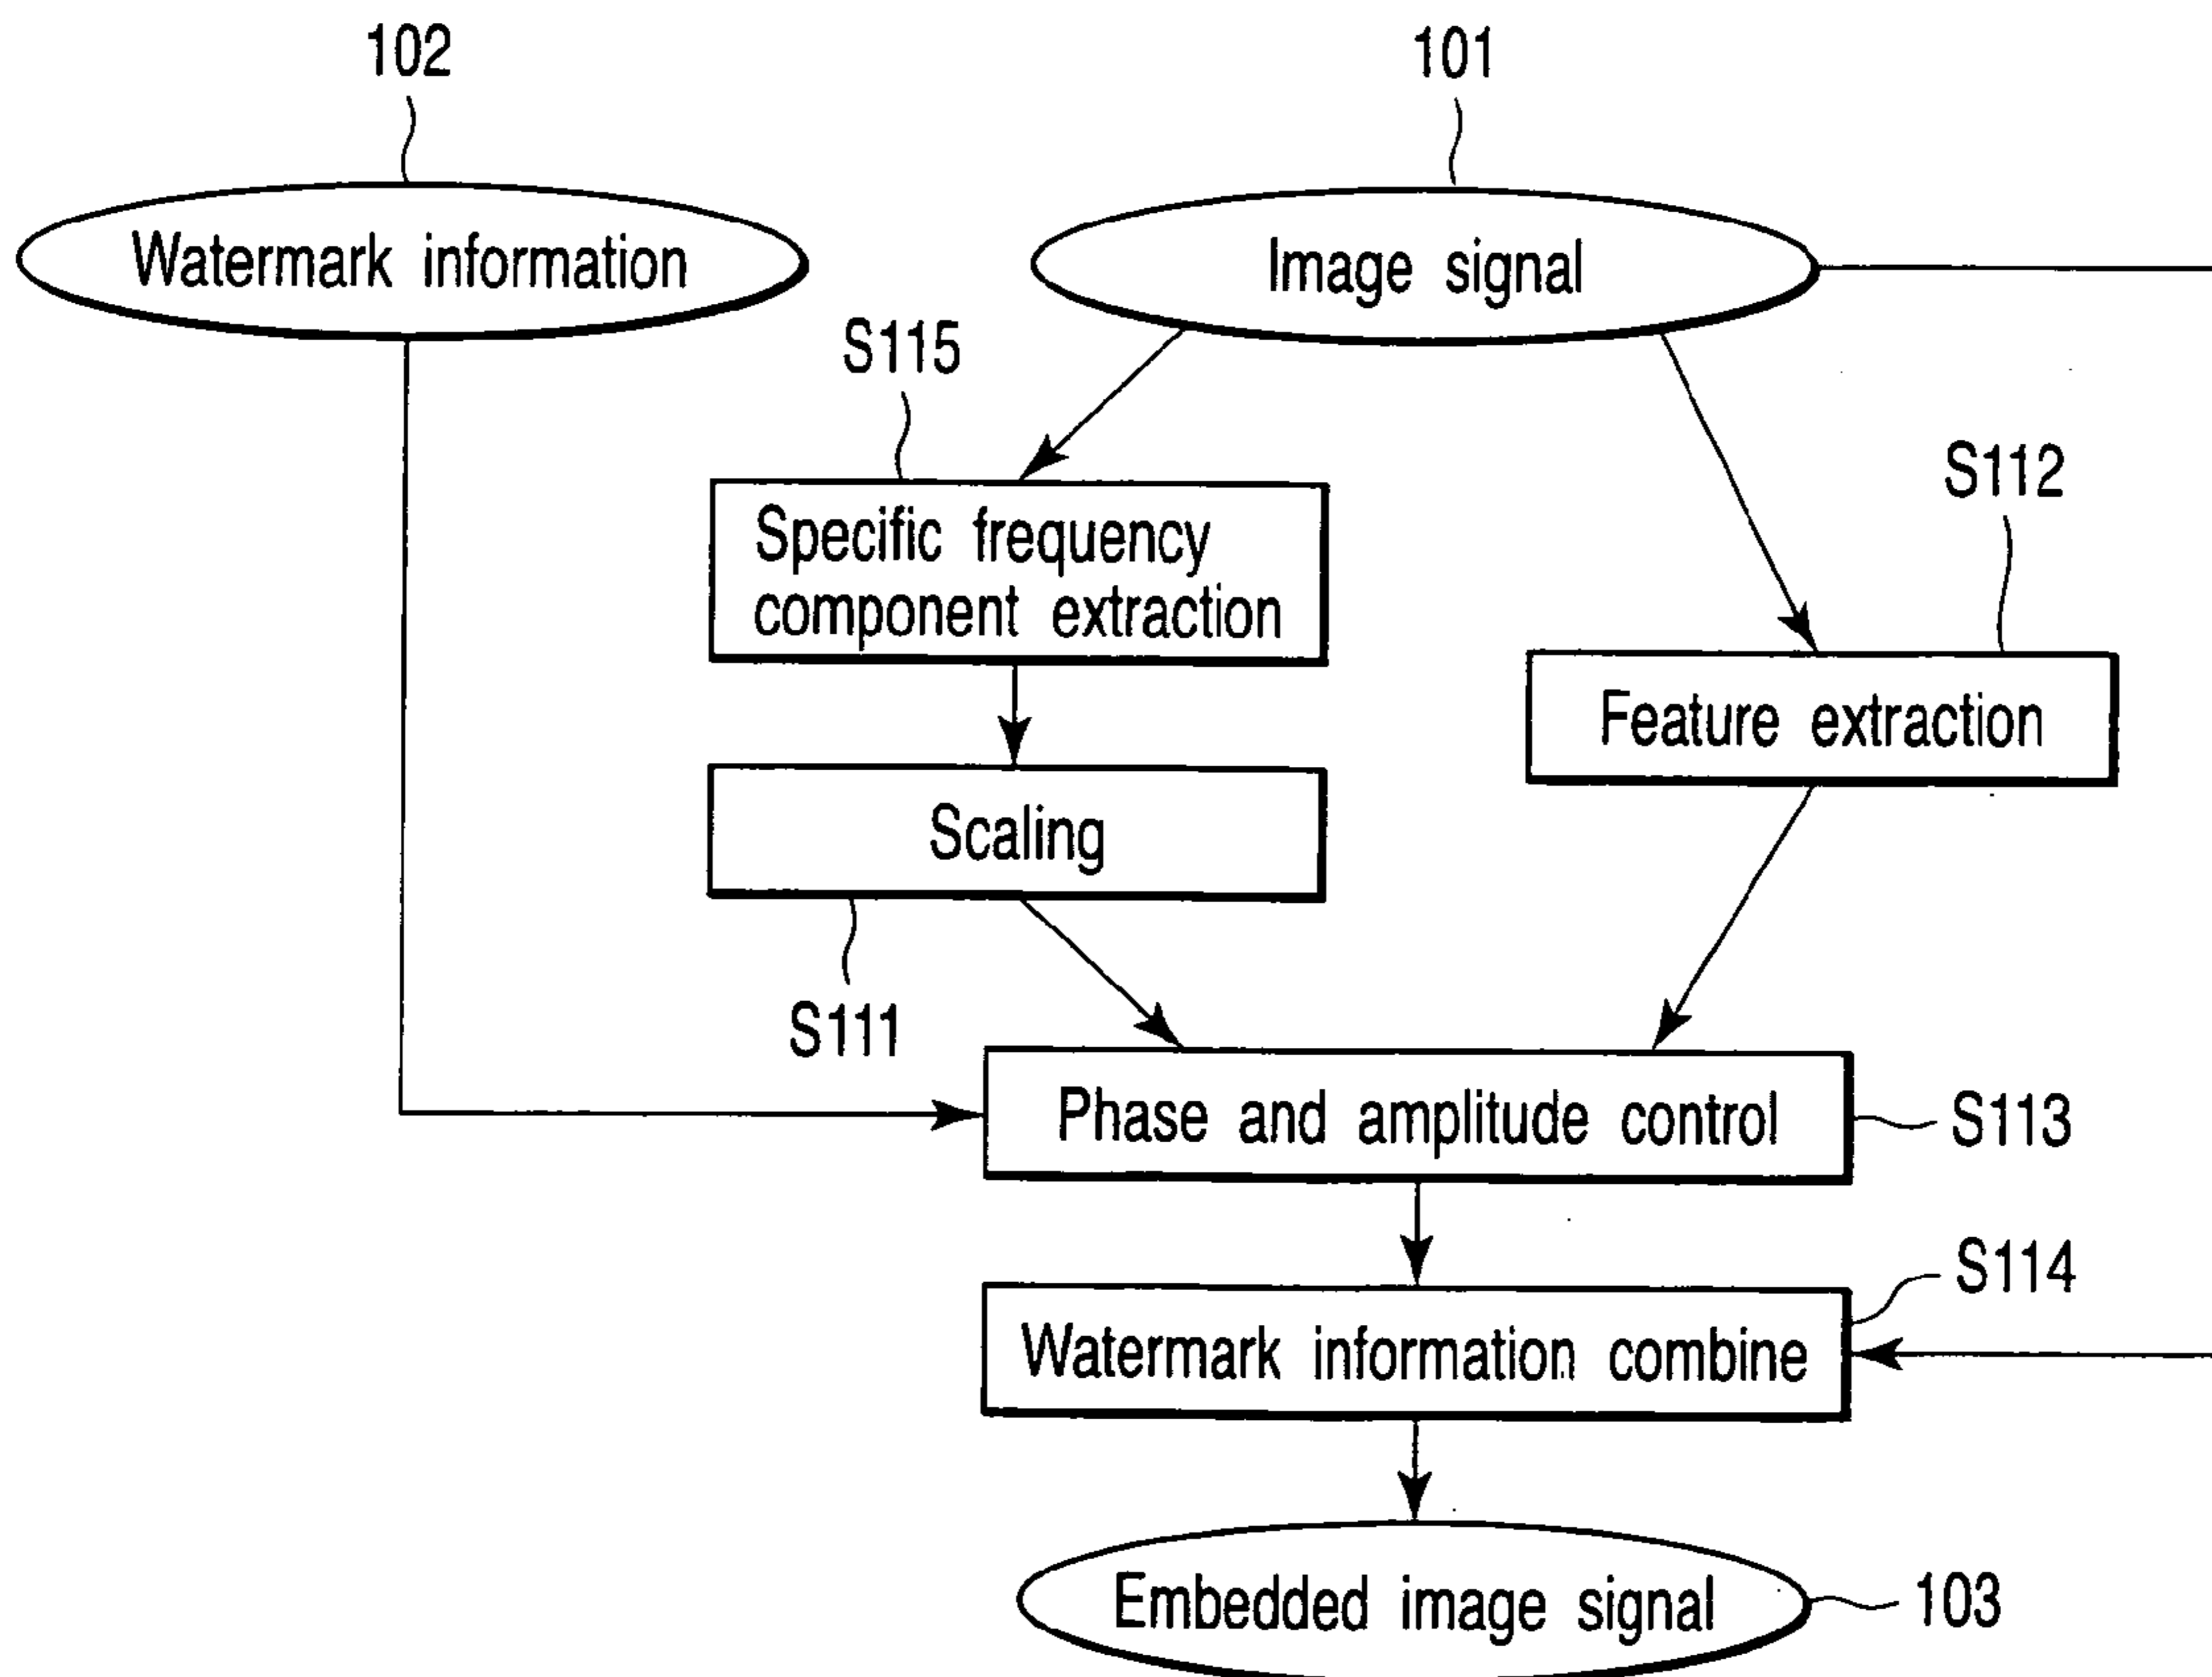 102
101
Watermark information
Image signal
S115
S112
Specific frequency
component extraction
Feature extraction
Scaling
S111
Phase and amplitude control
S113
S114
Watermark information combine
Embedded image signal
103